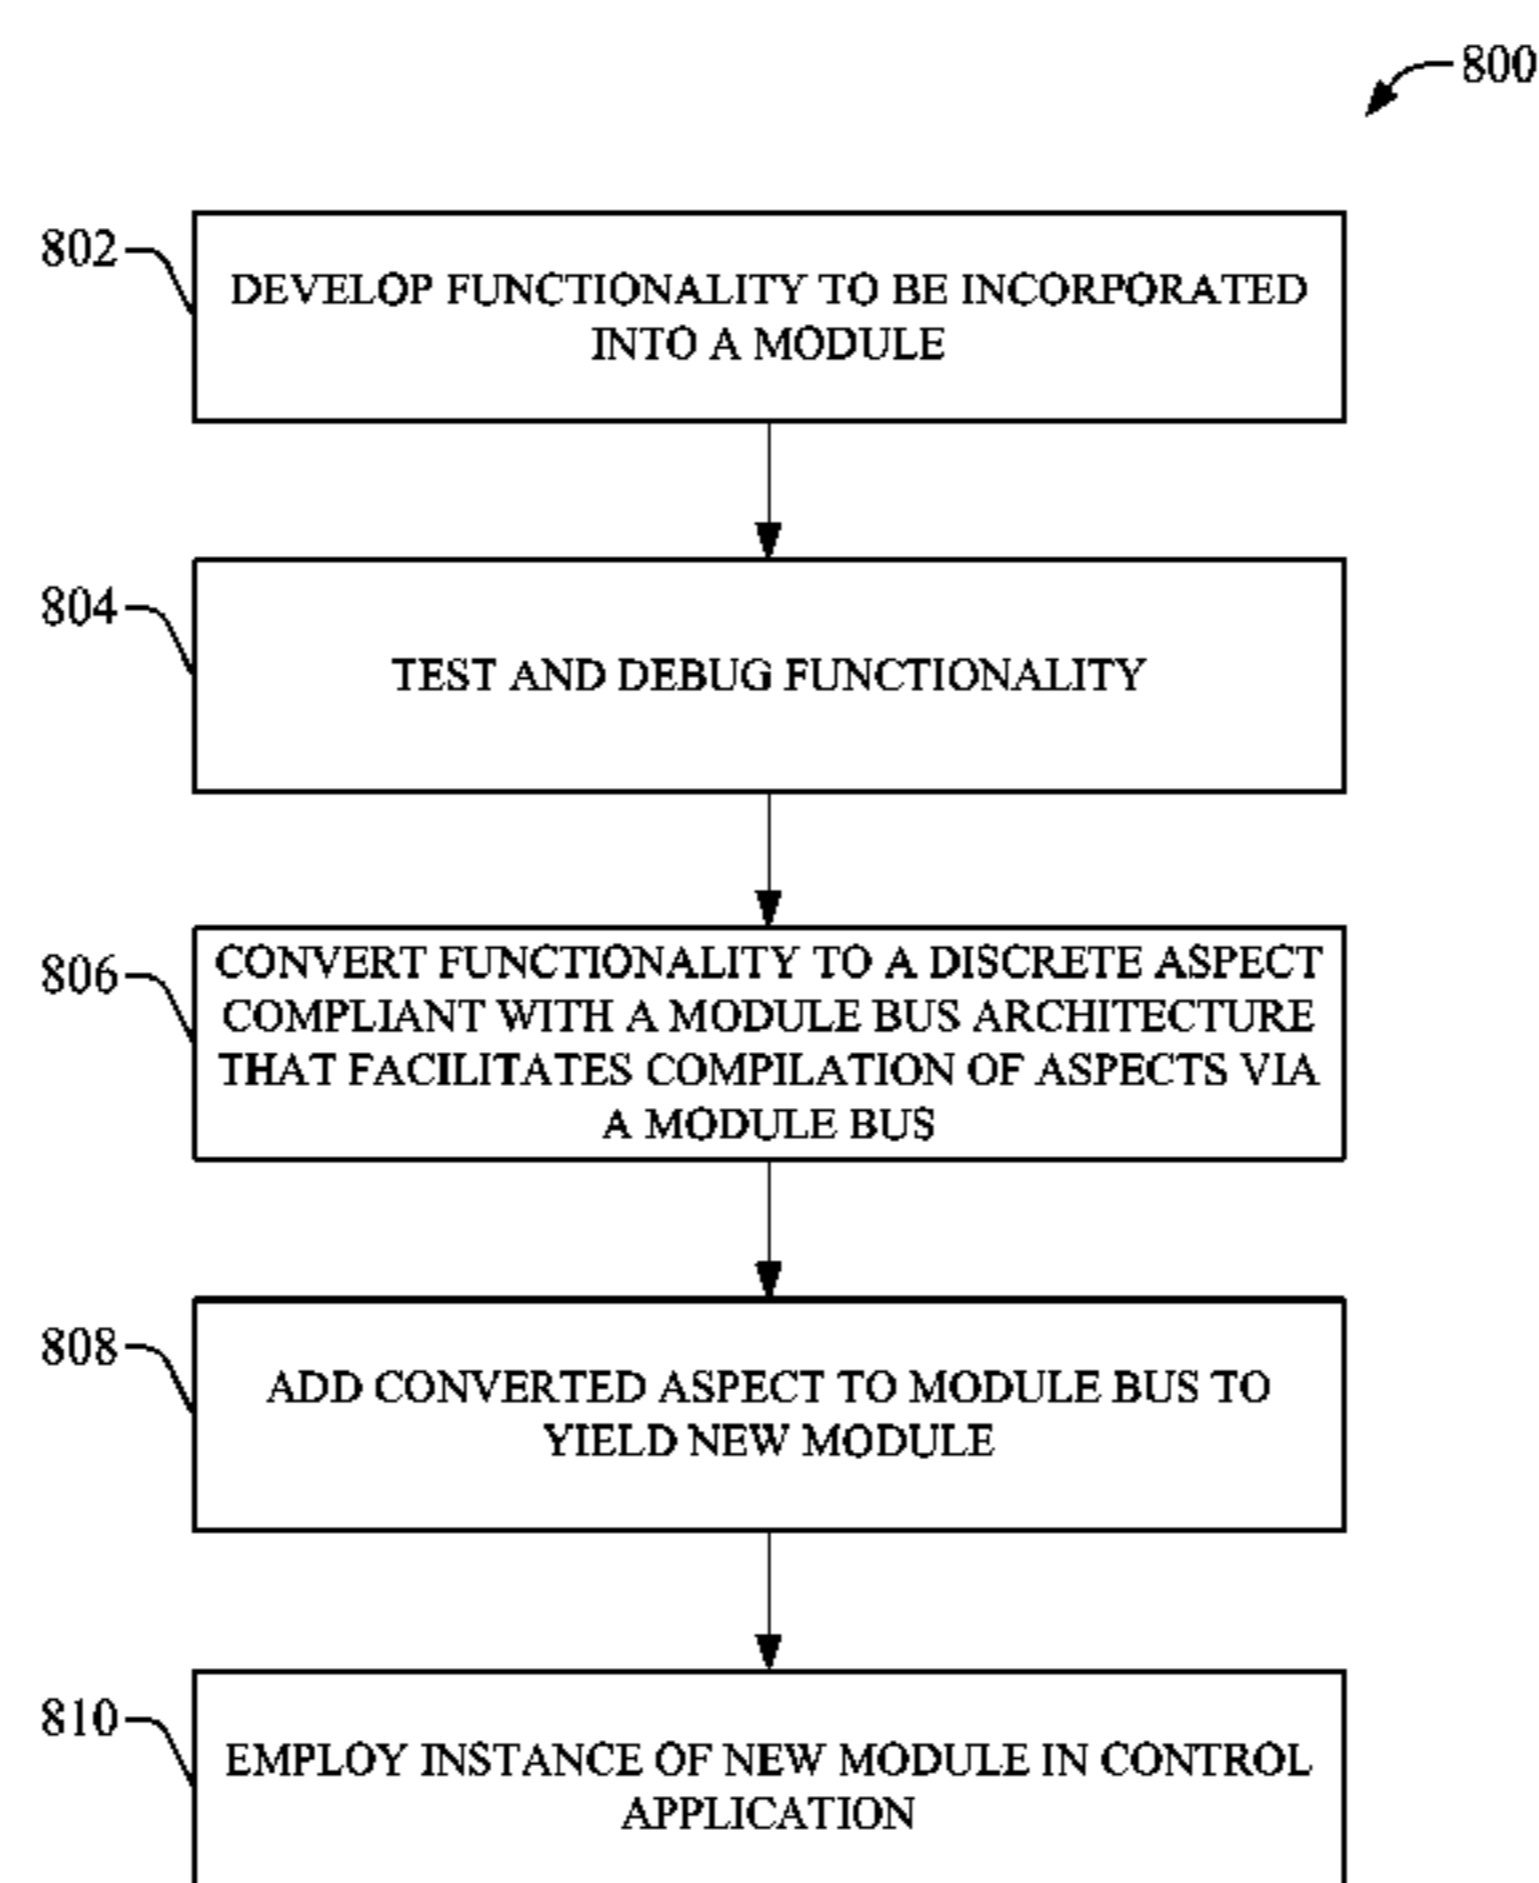 800
802
DEVELOP FUNCTIONALITY TO BE INCORPORATED
INTO A MODULE
804
TEST AND DEBUG FUNCTIONALITY
806
CONVERT FUNCTIONALITY TO A DISCRETE ASPECT
COMPLIANT WITH A MODULE BUS ARCHITECTURE
THAT FACILITATES COMPILATION OF ASPECTS VIA
A MODULE BUS
808
ADD CONVERTED ASPECT TO MODULE BUS TO
YIELD NEW MODULE
810
EMPLOY INSTANCE OF NEW MODULE IN CONTROL
APPLICATION